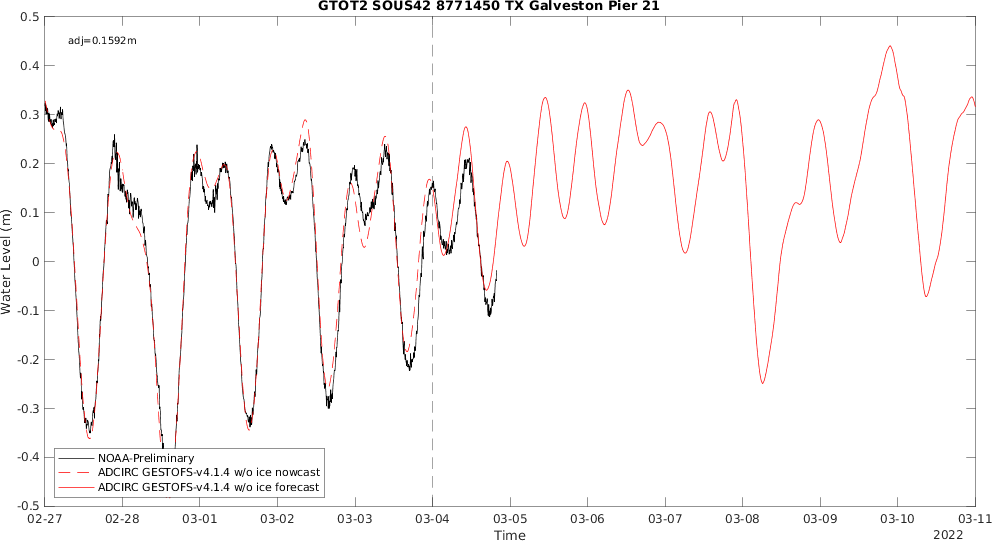 GTOT2 SOUS42 8771450 TX Galveston Pier 21
adj=0.1592m
0.5
0.4
0.3
0.2
0.1
0
-0.1
-0.2
-0.3
-0.4
-0.5
Water Level (m)
NOAA-Preliminary
ADCIRC GESTOFS-v4.1.4 w/o ice nowcast
ADCIRC GESTOFS-v4.1.4 w/o ice forecast
02-27 02-28 03-01 03-02 03-03 03-04 03-05 03-06 03-07 03-08 03-09 03-10 03-11
Time
2022